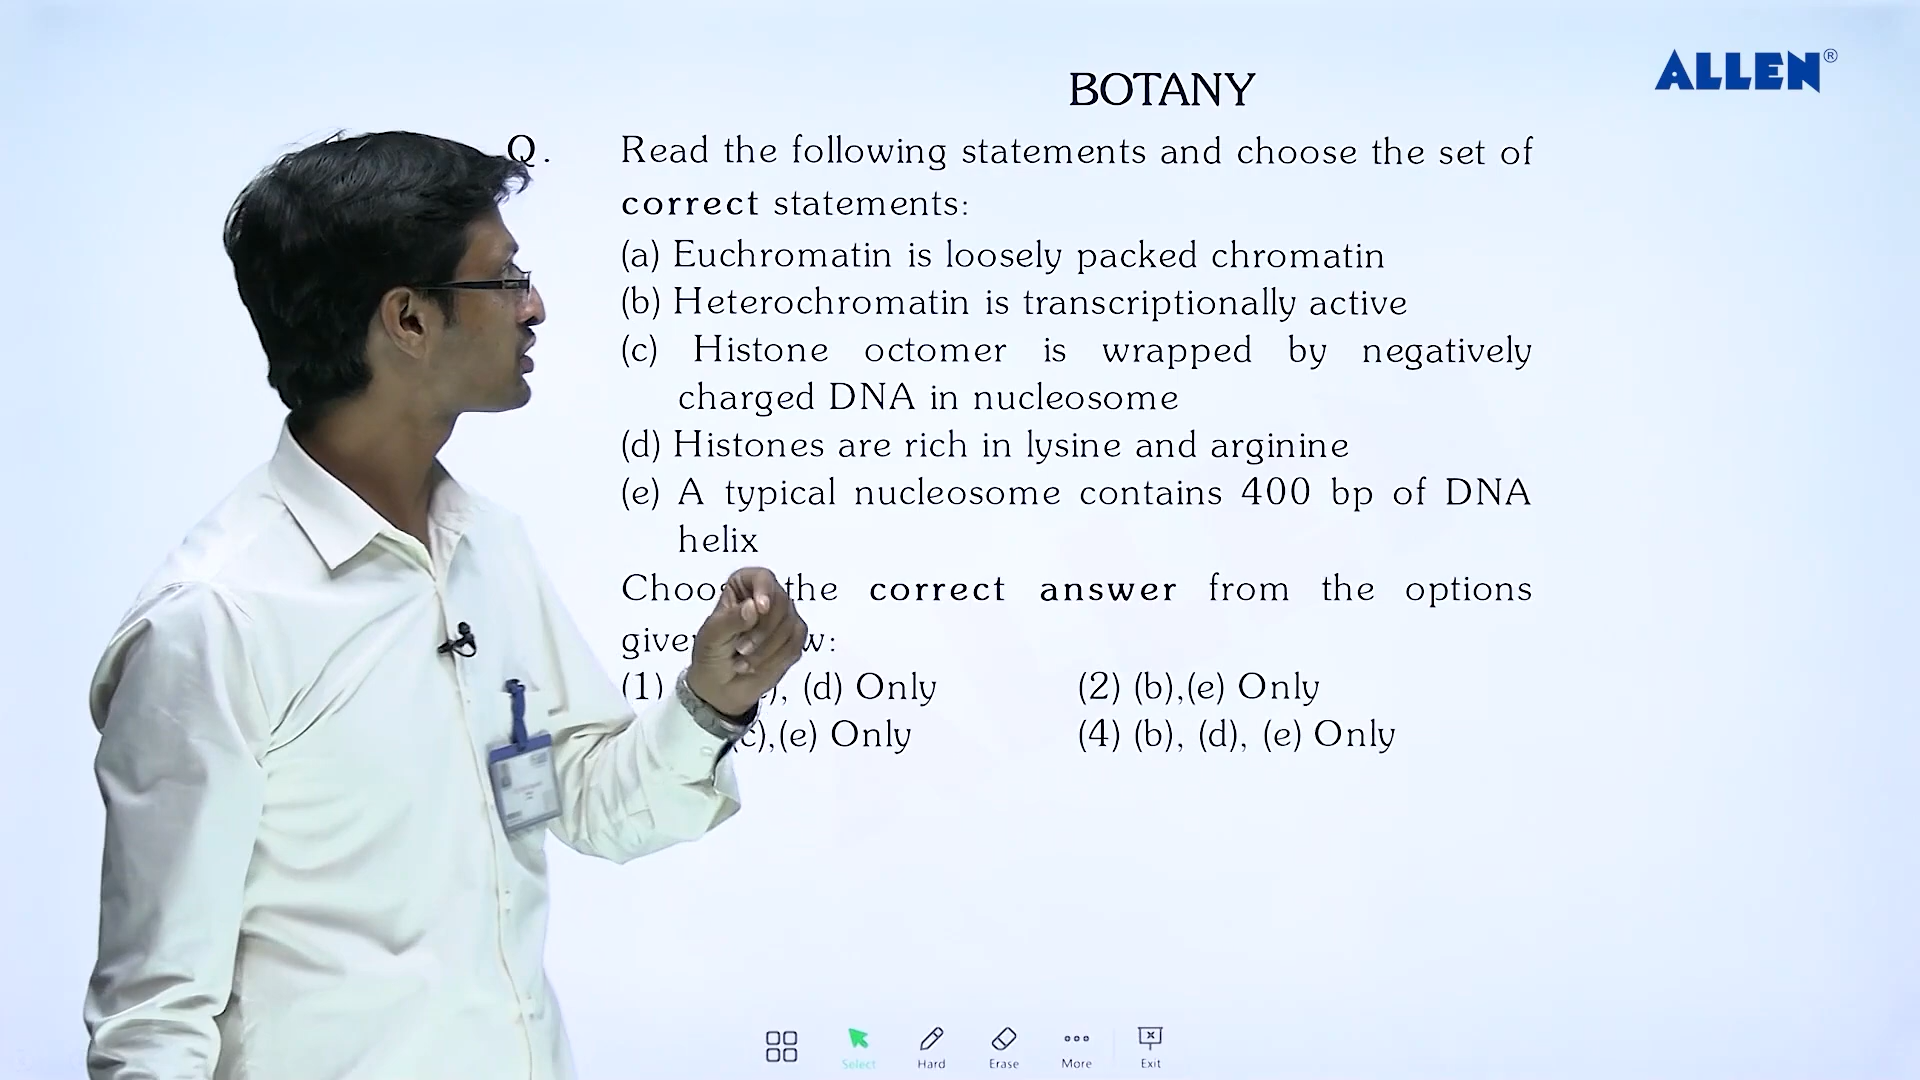 ALLEN®
BOTANY
Q. Read the following statements and choose the set of
correct statements:
(a) Euchromatin is loosely packed chromatin
(b) Heterochromatin is transcriptionally active
(c) Histone octomer is wrapped by negatively
charged DNA in nucleosome
(d) Histones are rich in lysine and arginine
(e) A typical nucleosome contains 400 bp of DNA
helix
the correct answer from the options
(1) (d) Only (2) (b),(e) Only
(e) Only (4) (b), (d), (e) Only
Select Hard Erase More Exit